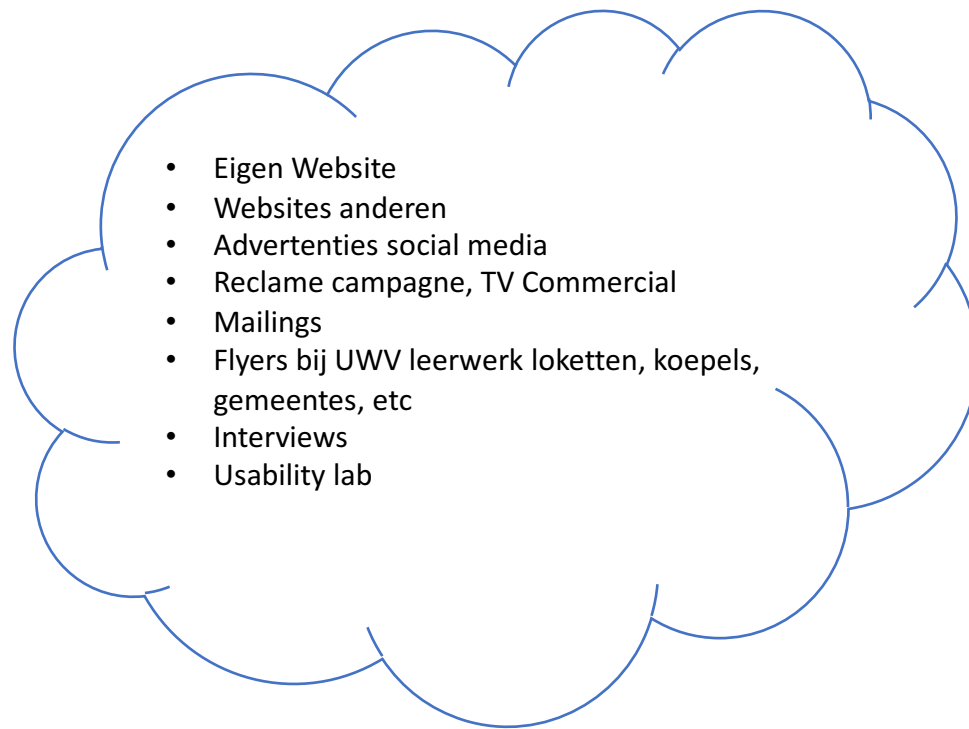 • Eigen Website
• Websites anderen
• Advertenties social media
• Reclame campagne, TV Commercial
• Mailings
• Flyers bij UWV leerwerk loketten, koepels,
gemeentes, etc
• Interviews
• Usability lab